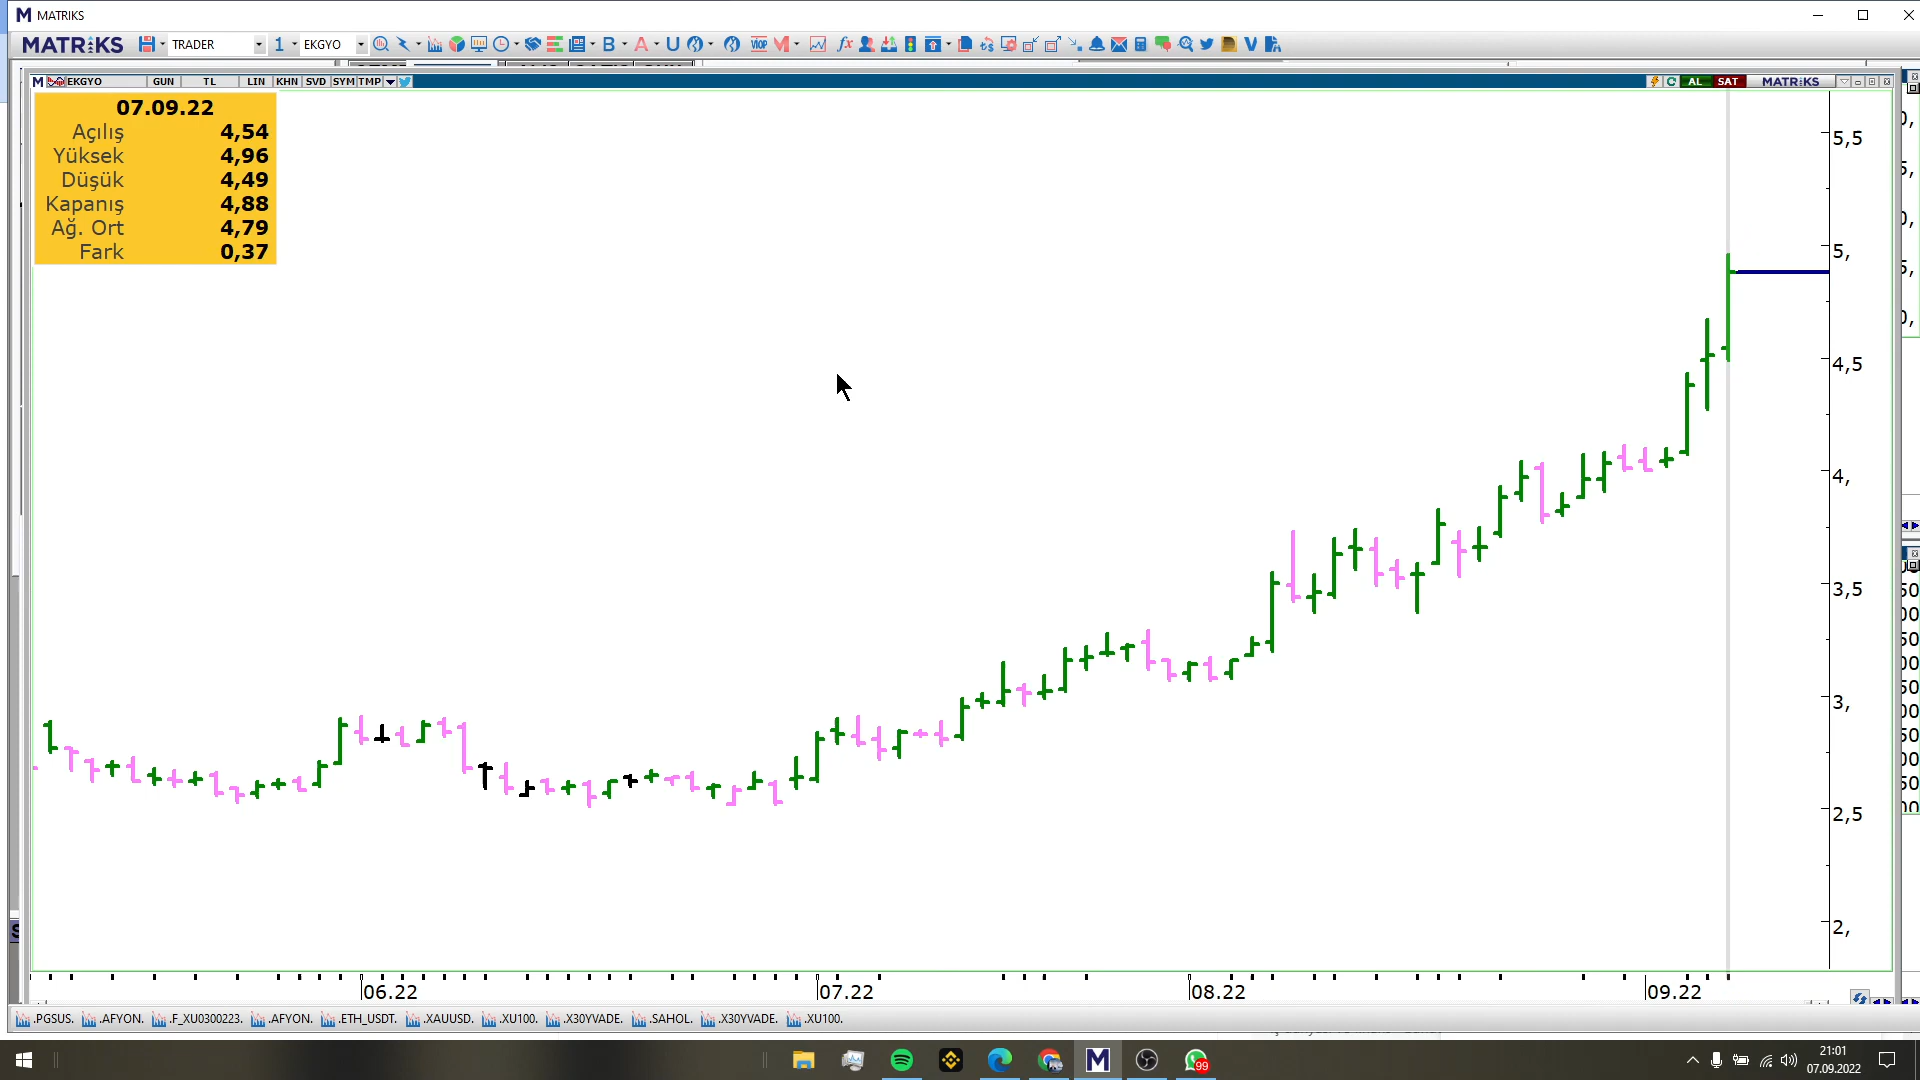 MATRIKS
MATRIKS TRADER 1 EKGYO B A U VIOP M fx V
M EKGYO GUN TL LIN KHN SVD SYM TMP AL SAT MATRIKS
07.09.22
Açılış 4,54
Yüksek 4,96
Düşük 4,49
Kapanış 4,88
Ağ. Ort 4,79
Fark 0,37
5,5
5,
4,5
4,
3,5
3,
2,5
2,
06.22 07.22 08.22 09.22
.PGSUS. .AFYON. .F_XU0300223. .AFYON. .ETH_USDT. .XAUUSD. .XU100. .X30YVADE. .SAHOL. .X30YVADE. .XU100.
99
21:01
07.09.2022